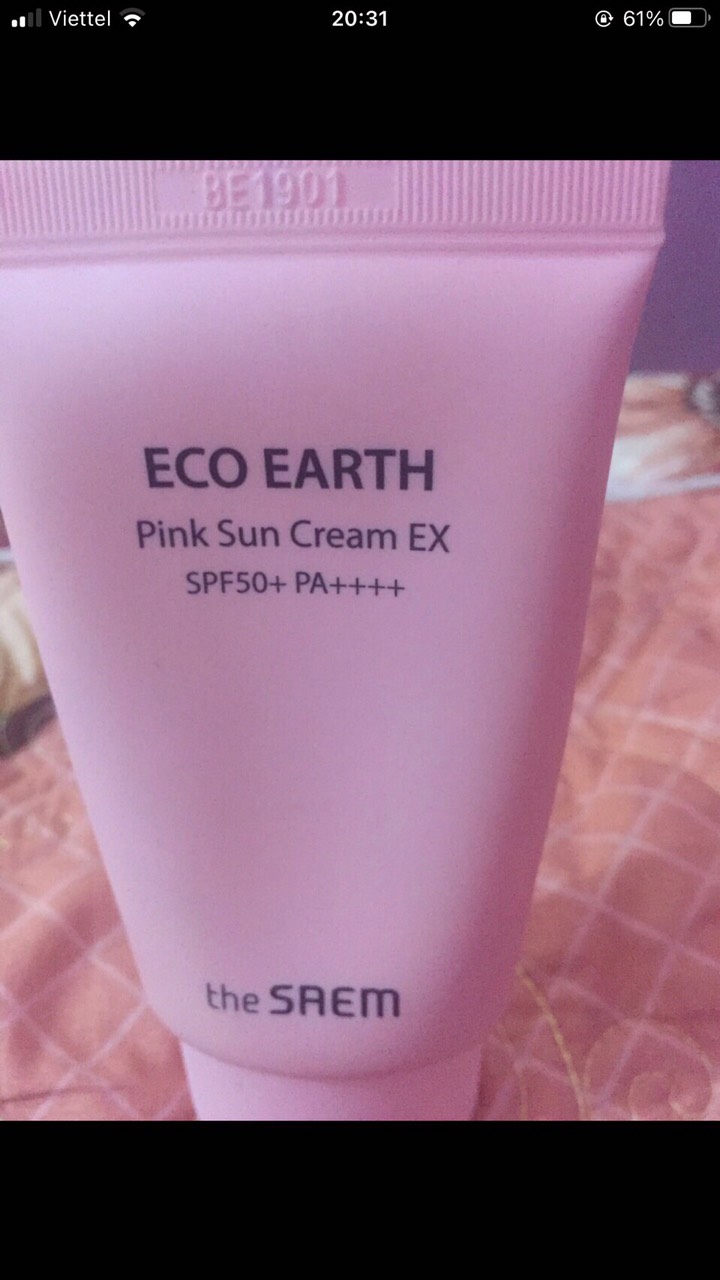 Viettel 20:31 61%
BE1901
ECO EARTH
Pink Sun Cream EX
SPF50+ PA++++
the SAEM